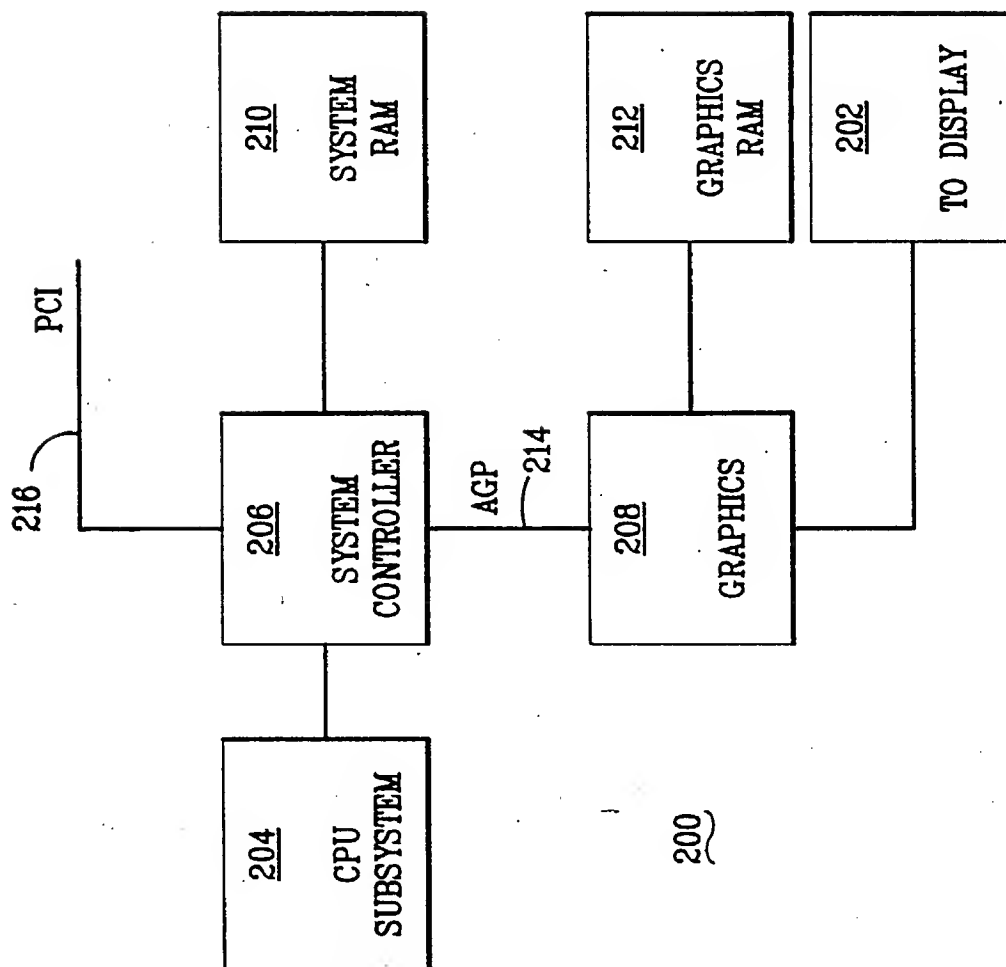 216
PCI
204
CPU
SUBSYSTEM
206
SYSTEM
CONTROLLER
210
SYSTEM
RAM
AGP
214
208
GRAPHICS
212
GRAPHICS
RAM
202
TO DISPLAY
200